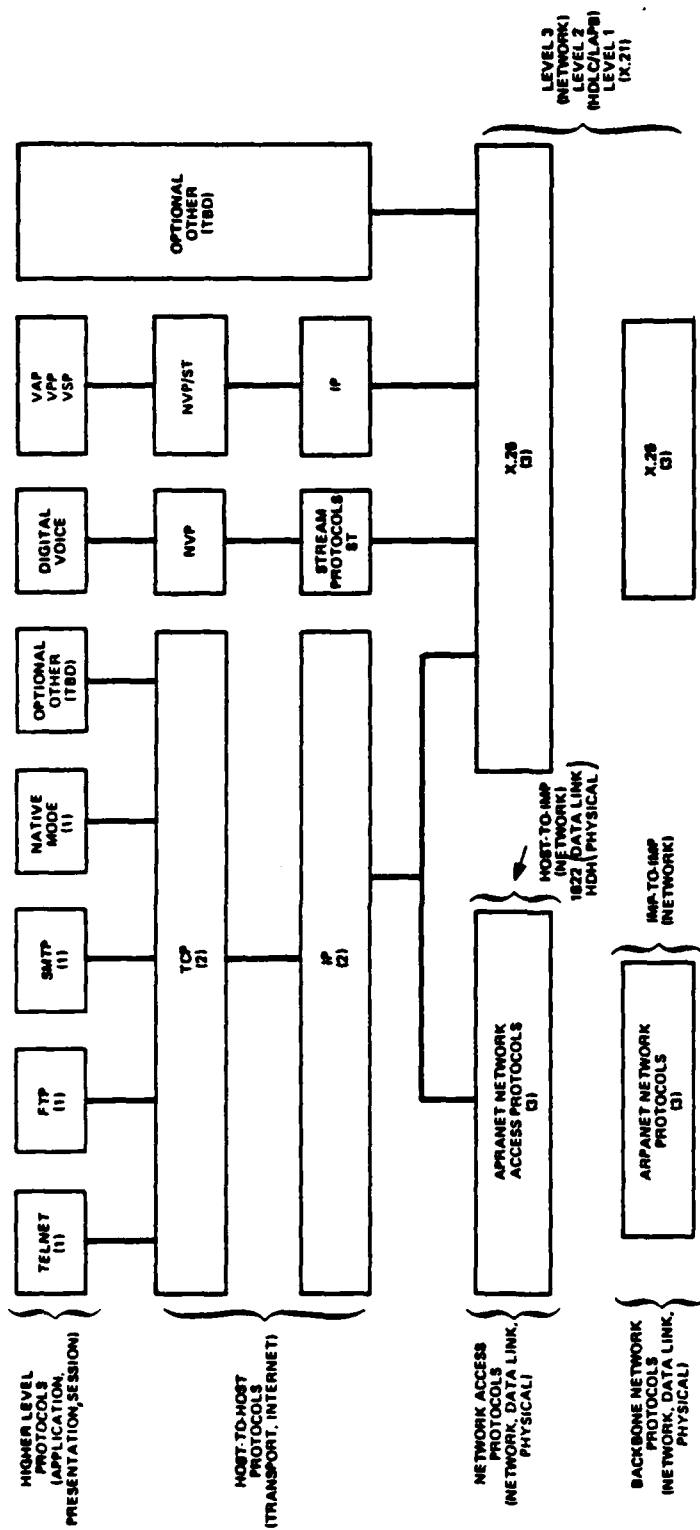 HIGHER LEVEL
PROTOCOLS
(APPLICATION,
PRESENTATION,SESSION)
TELNET
(1)
FTP
(1)
SMTP
(1)
NATIVE
MODE
(1)
OPTIONAL
OTHER
(TBD)
DIGITAL
VOICE
VAP
VPP
VSP
OPTIONAL
OTHER
(TBD)
HOST-TO-HOST
PROTOCOLS
(TRANSPORT, INTERNET)
TCP
(2)
NVP
NVP/ST
IP
(2)
STREAM
PROTOCOLS
ST
IP
NETWORK ACCESS
PROTOCOLS
(NETWORK, DATA LINK,
PHYSICAL)
APRANET NETWORK
ACCESS PROTOCOLS
(3)
HOST-TO-IMP
(NETWORK)
1822 DATA LINK
HDH PHYSICAL
X.25
(3)
LEVEL 3
(NETWORK)
LEVEL 2
(HDLC/LAPB)
LEVEL 1
(X.21)
BACKBONE NETWORK
PROTOCOLS
(NETWORK, DATA LINK,
PHYSICAL)
ARPANET NETWORK
PROTOCOLS
(3)
IMP-TO-IMP
(NETWORK)
X.25
(3)